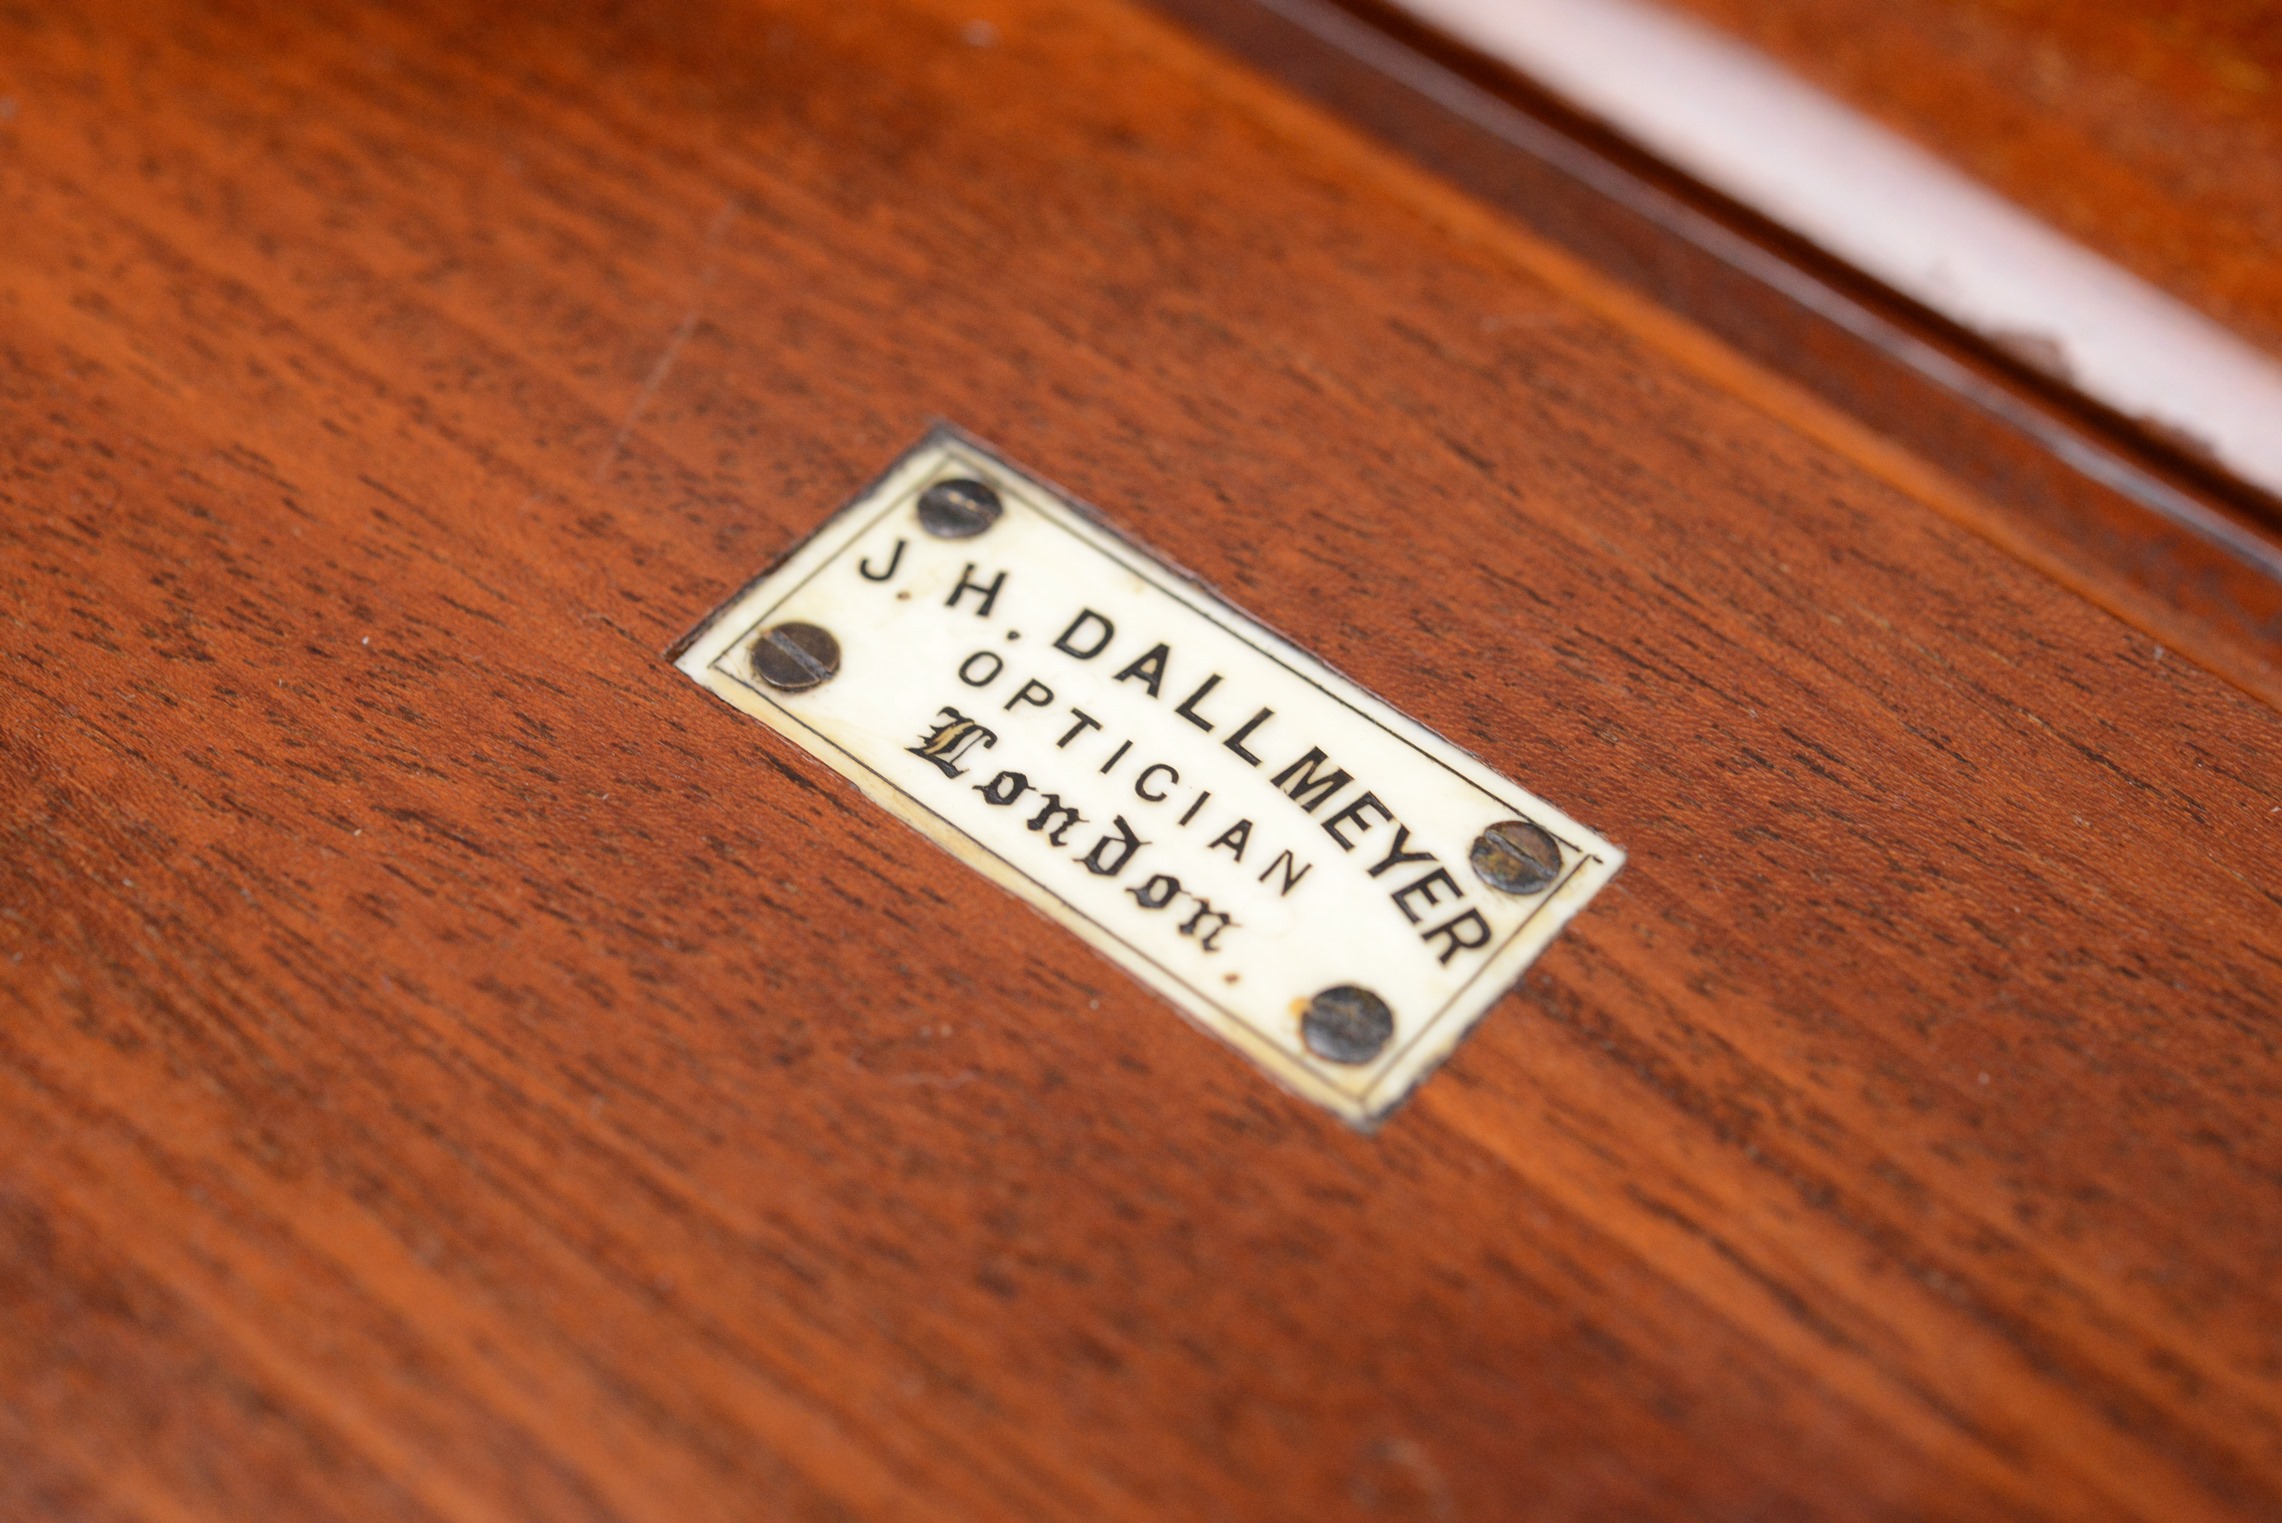 J. H. DALLMEYER
OPTICIAN
London.